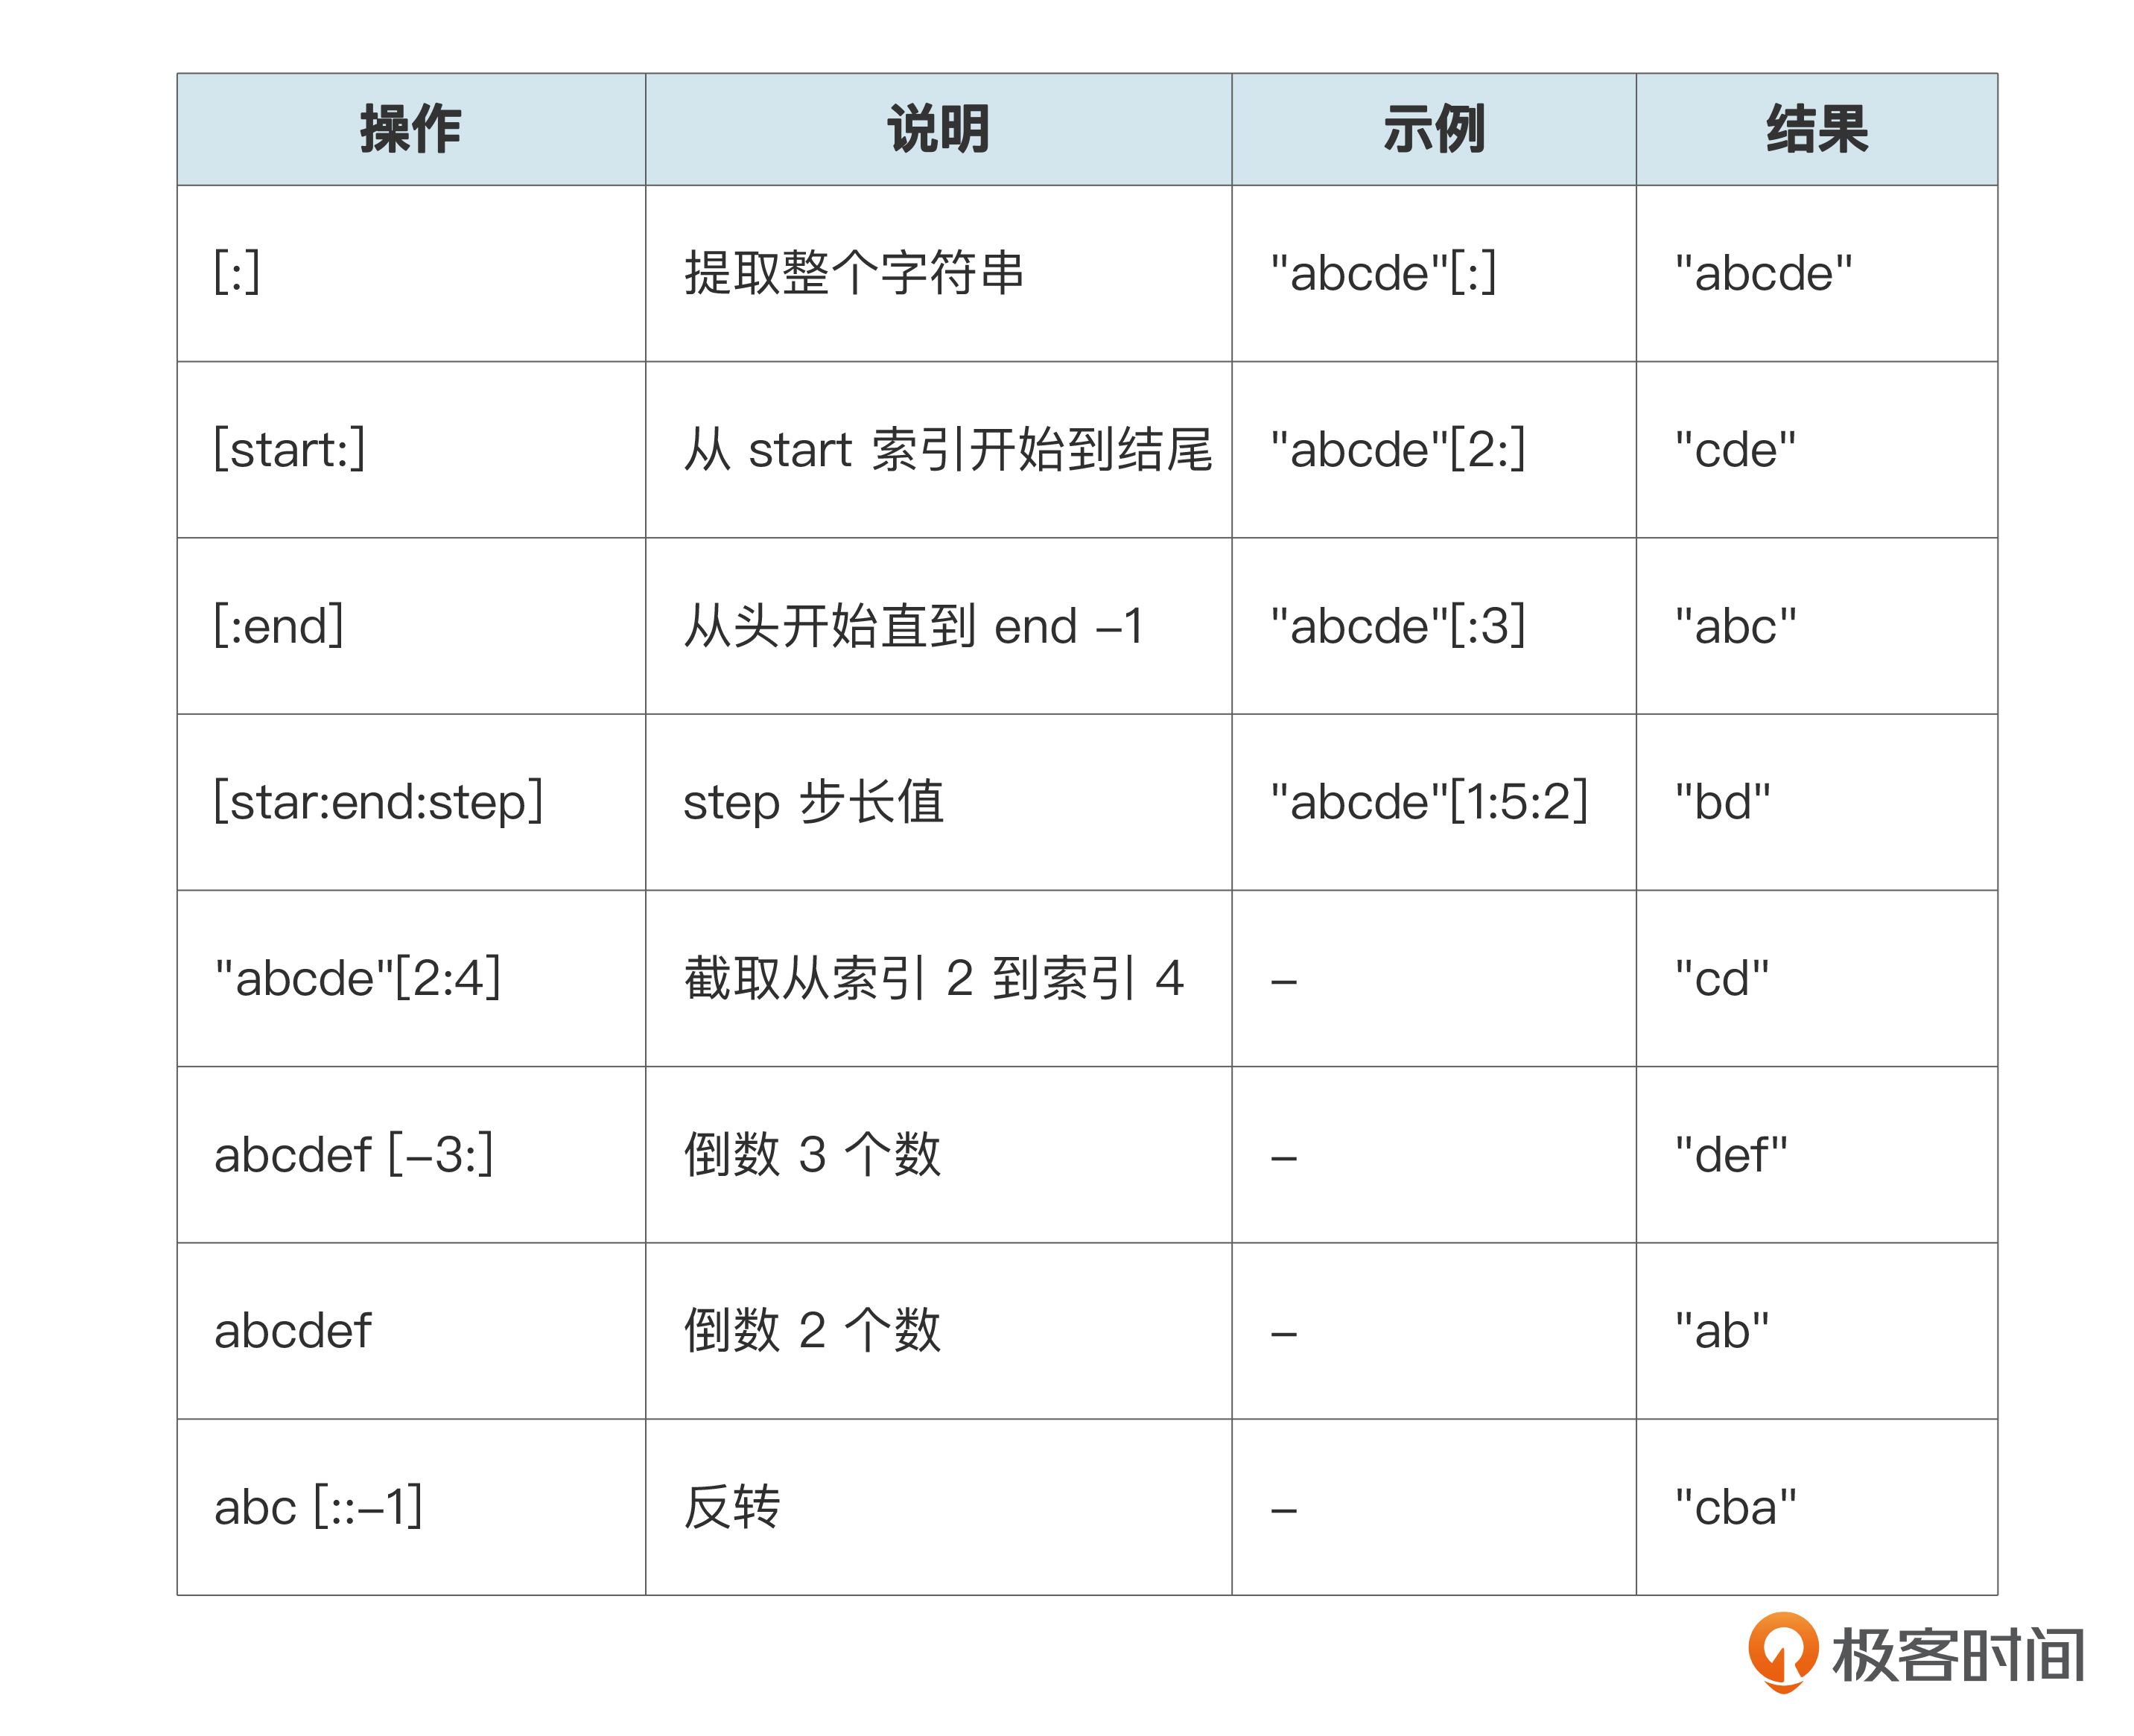 操作 说明 示例 结果
[:] 提取整个字符串 "abcde"[:] "abcde"
[start:] 从 start 索引开始到结尾 "abcde"[2:] "cde"
[:end] 从头开始直到 end –1 "abcde"[:3] "abc"
[star:end:step] step 步长值 "abcde"[1:5:2] "bd"
"abcde"[2:4] 截取从索引 2 到索引 4 – "cd"
abcdef [–3:] 倒数 3 个数 – "def"
abcdef 倒数 2 个数 – "ab"
abc [::–1] 反转 – "cba"
极客时间